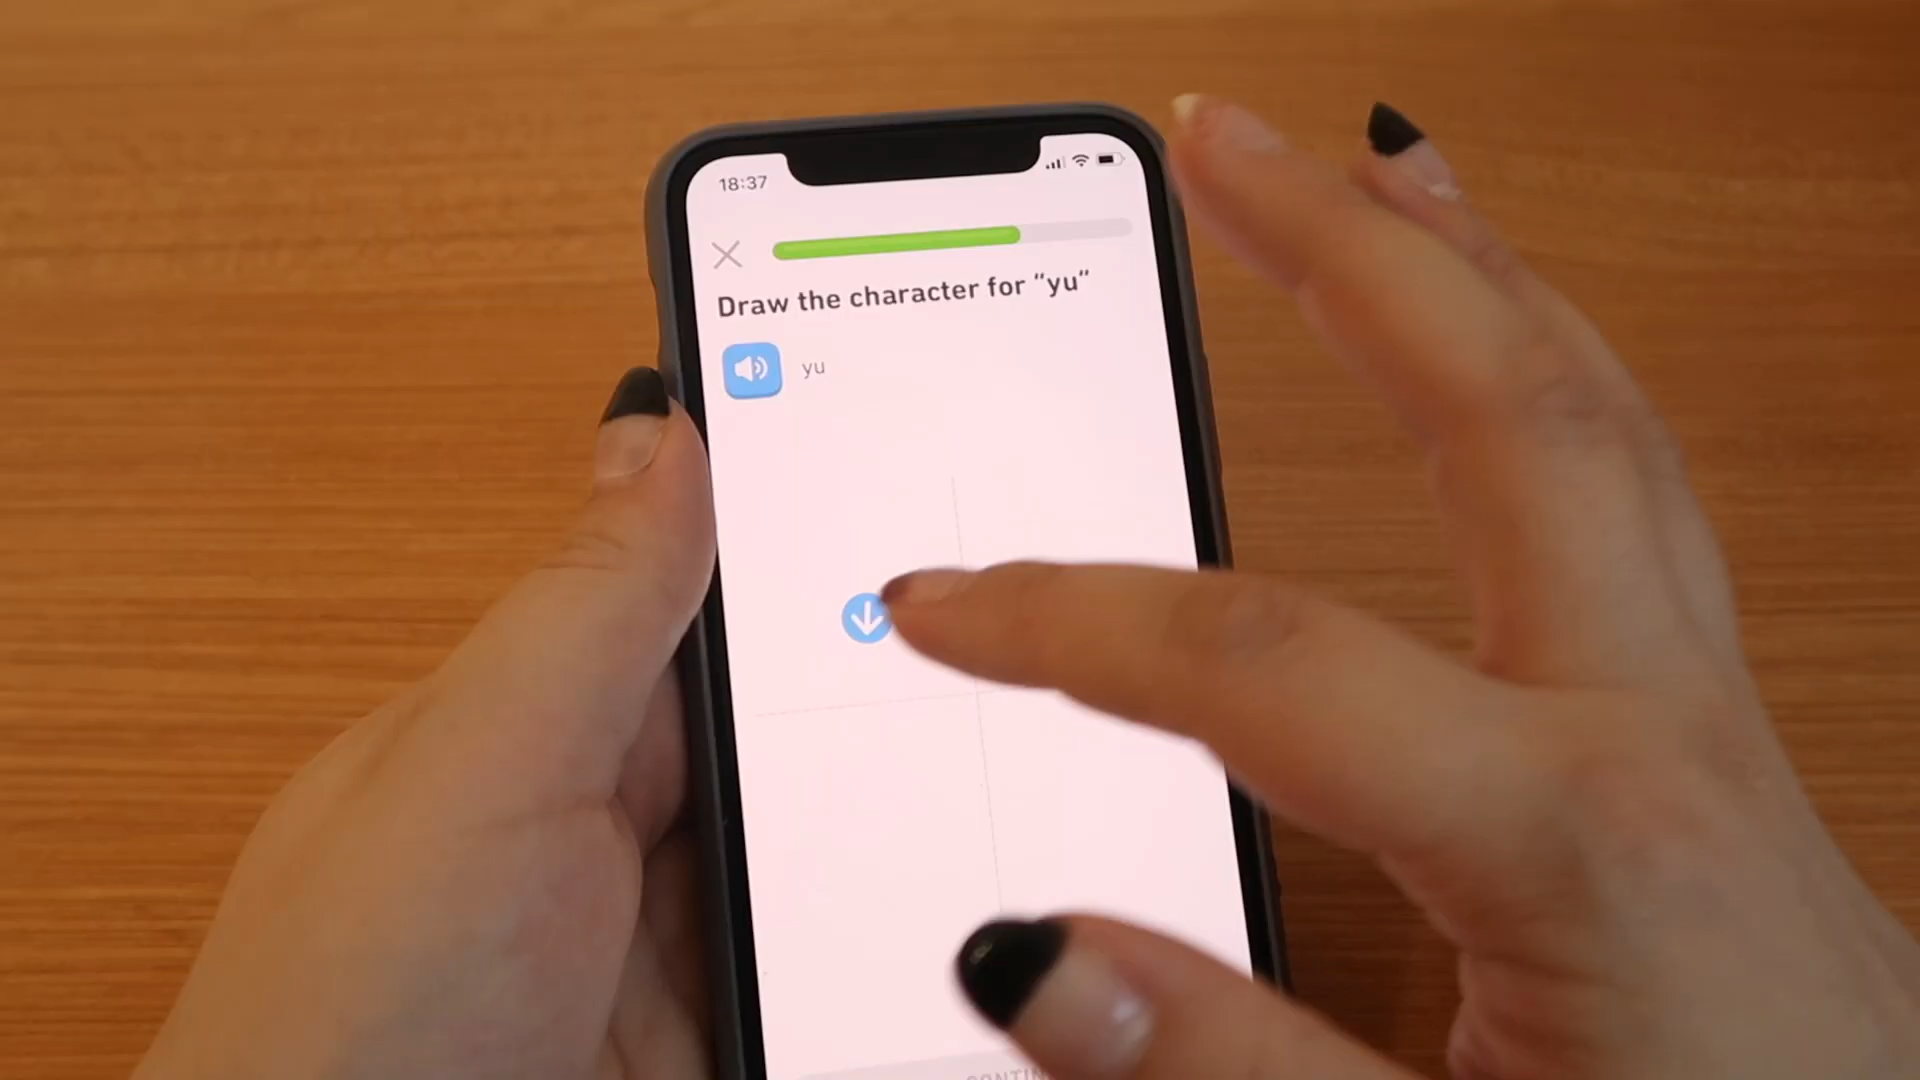 18:37
Draw the character for “yu”
yu